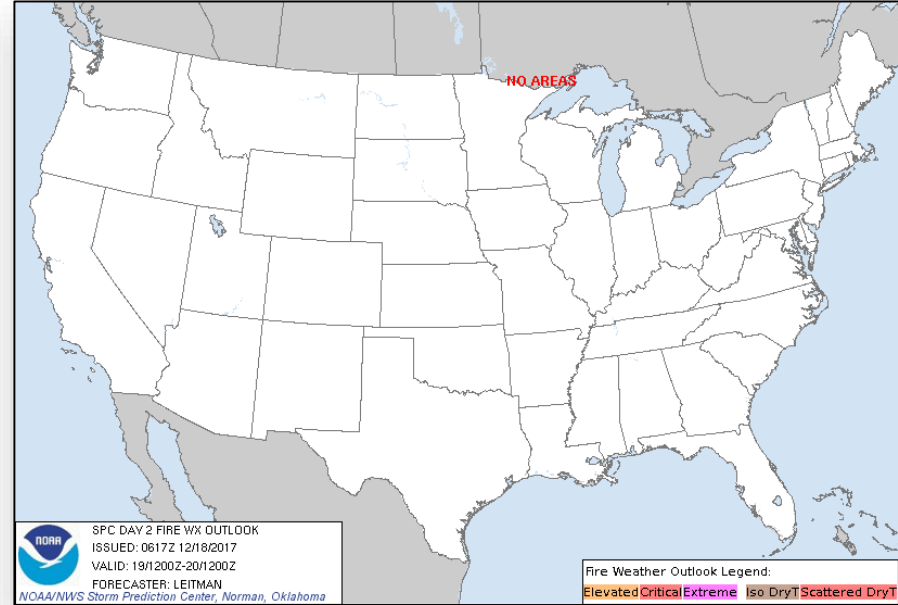 NO AREAS
NOAA
SPC DAY 2 FIRE WX OUTLOOK
ISSUED: 0617Z 12/18/2017
VALID: 19/1200Z-20/1200Z
FORECASTER: LEITMAN
NOAA/NWS Storm Prediction Center, Norman, Oklahoma
Fire Weather Outlook Legend:
Elevated Critical Extreme Iso DryT Scattered DryT